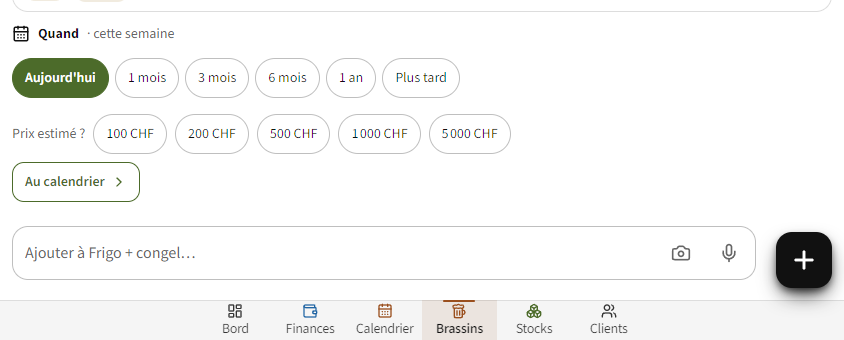 Quand · cette semaine
Aujourd'hui 1 mois 3 mois 6 mois 1 an Plus tard
Prix estimé ? 100 CHF 200 CHF 500 CHF 1 000 CHF 5 000 CHF
Au calendrier
Ajouter à Frigo + congel…
Bord Finances Calendrier Brassins Stocks Clients